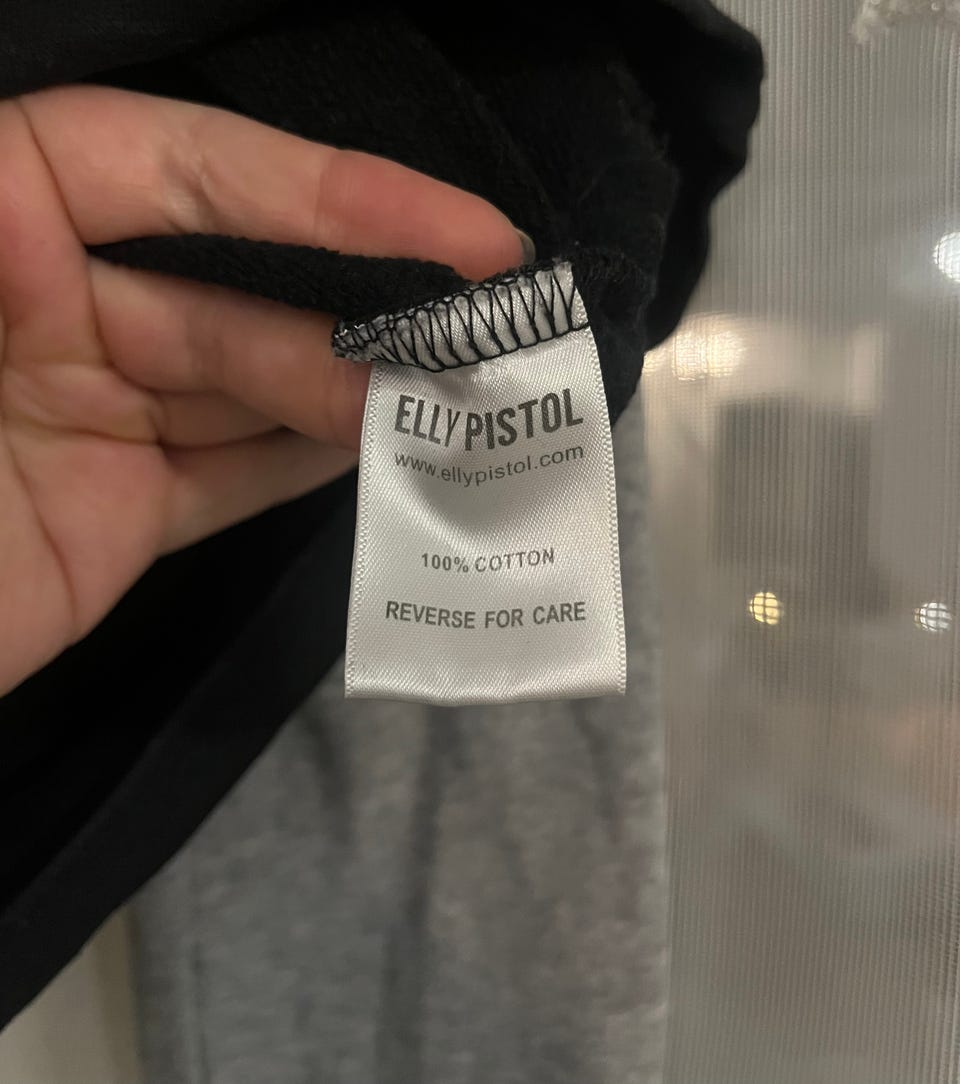 ELLY PISTOL
www.ellypistol.com
100% COTTON
REVERSE FOR CARE